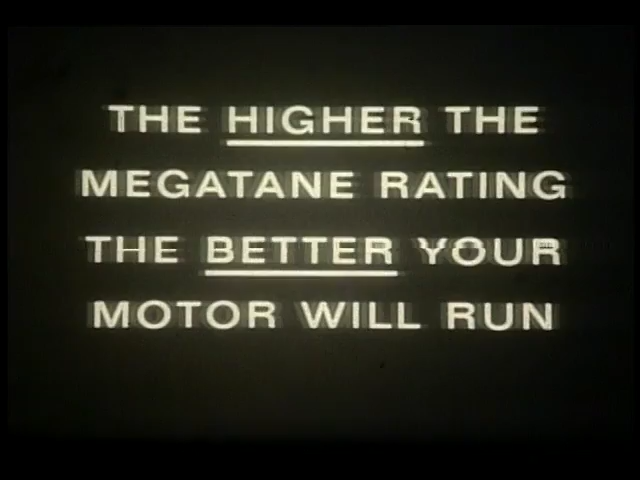 THE HIGHER THE
MEGATANE RATING
THE BETTER YOUR
MOTOR WILL RUN